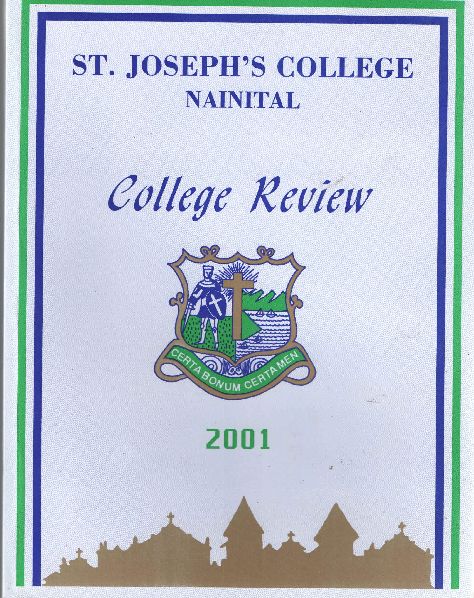 ST. JOSEPH'S COLLEGE
NAINITAL
College Review
CERTA BONUM CERTAMEN
2001